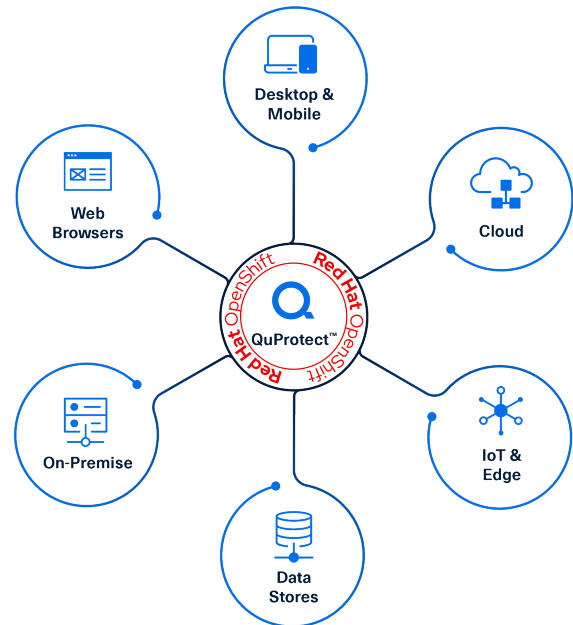 Desktop &
Mobile
Web
Browsers
Cloud
Red Hat OpenShift
QuProtect™
Red Hat OpenShift
On-Premise
IoT &
Edge
Data
Stores